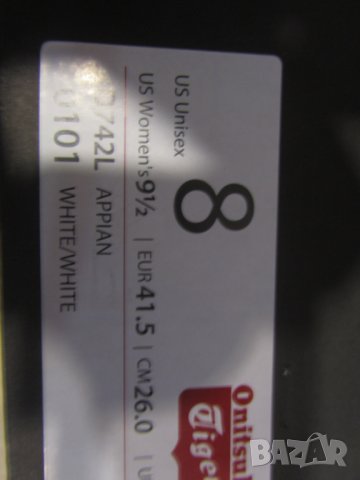 US Unisex
8
US Women's 9½ | EUR 41.5 | CM 26.0 | U
742L APPIAN
0101 WHITE/WHITE
Onitsu
Tige
BAZAR